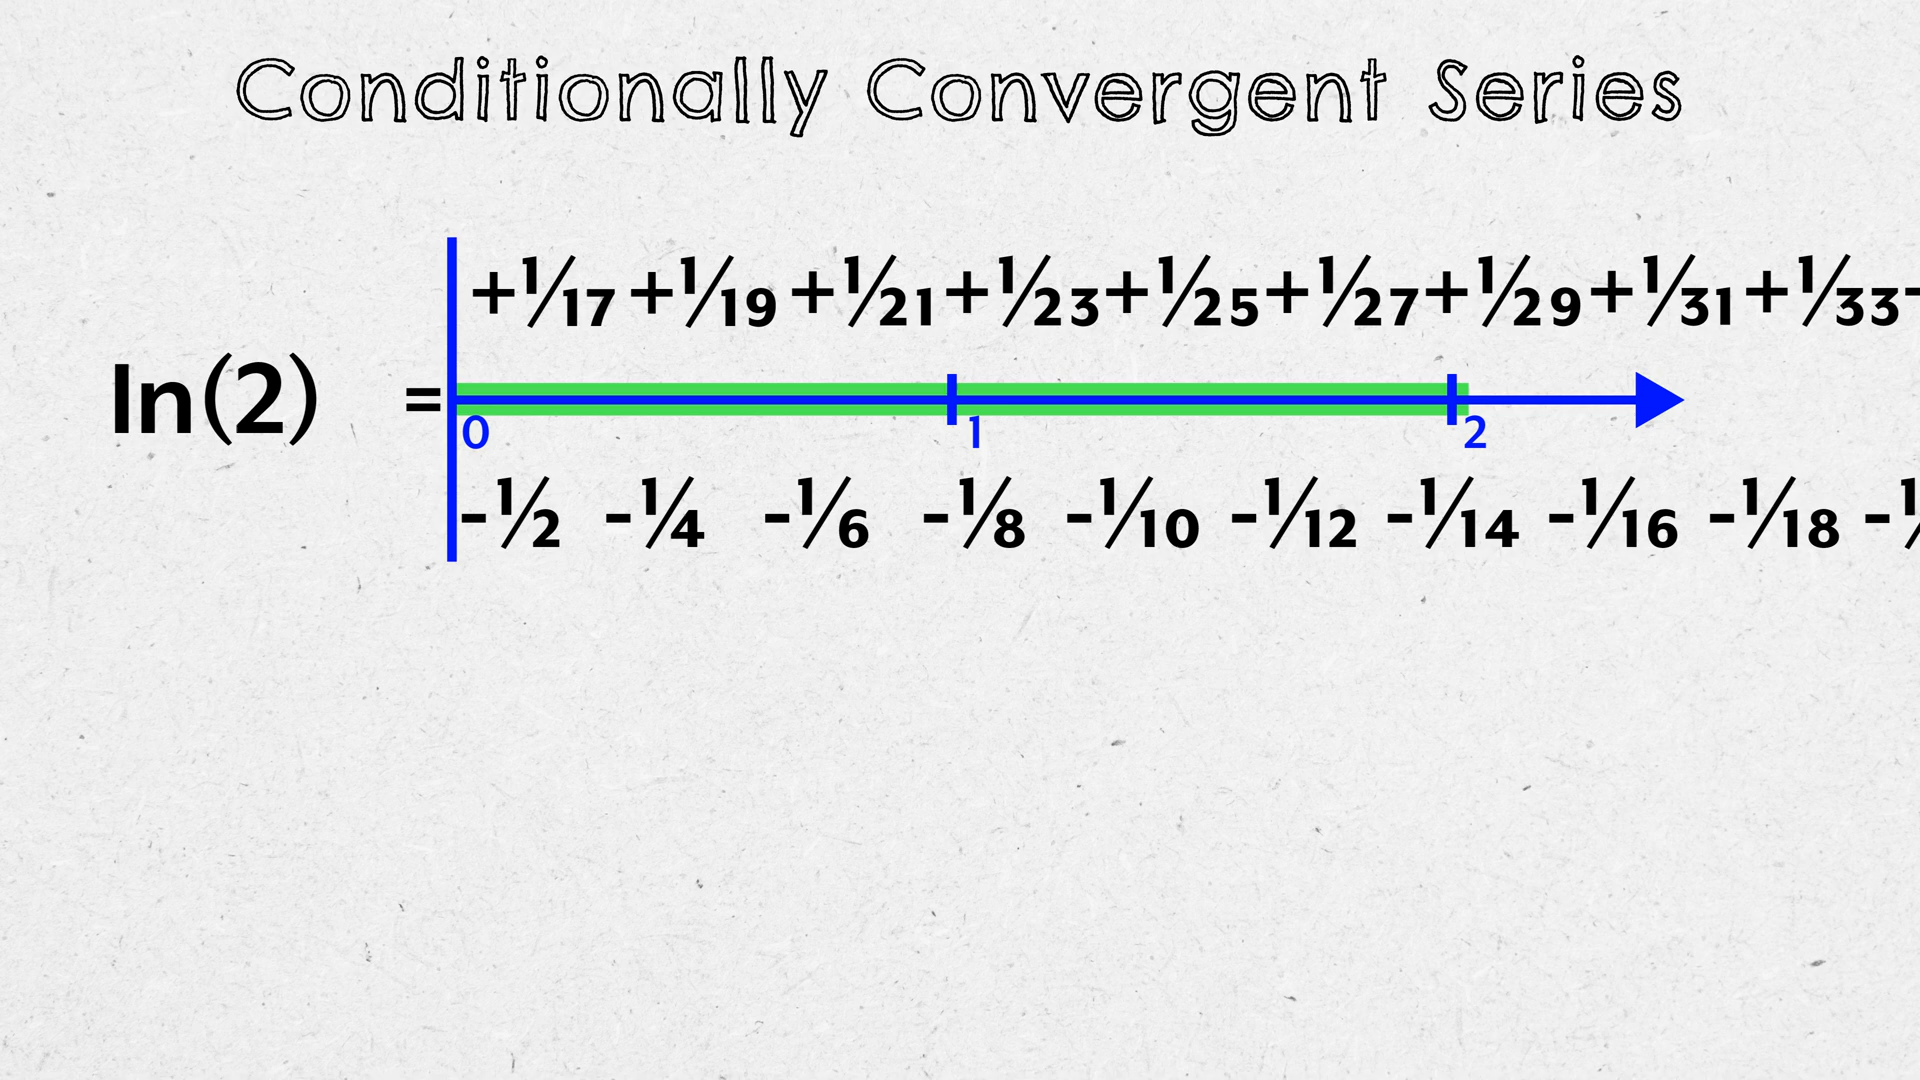 Conditionally Convergent Series
+1⁄17 +1⁄19 +1⁄21 +1⁄23 +1⁄25 +1⁄27 +1⁄29 +1⁄31 +1⁄33
ln(2) =
0 1 2
-1⁄2 -1⁄4 -1⁄6 -1⁄8 -1⁄10 -1⁄12 -1⁄14 -1⁄16 -1⁄18 -